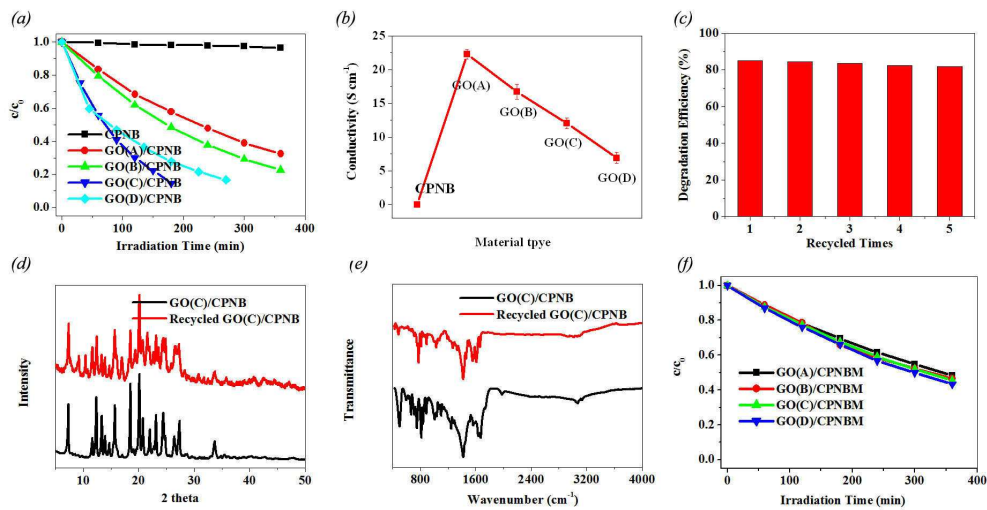 (a)
1.0
0.8
0.6
0.4
0.2
0.0
c/c0
CPNB
GO(A)/CPNB
GO(B)/CPNB
GO(C)/CPNB
GO(D)/CPNB
0 100 200 300 400
Irradiation Time (min)
(b)
25
20
15
10
5
0
Conductivity (S cm-1)
GO(A)
GO(B)
GO(C)
GO(D)
CPNB
Material tpye
(c)
100
80
60
40
20
0
Degradation Efficiency (%)
1 2 3 4 5
Recycled Times
(d)
GO(C)/CPNB
Recycled GO(C)/CPNB
Intensity
10 20 30 40 50
2 theta
(e)
GO(C)/CPNB
Recycled GO(C)/CPNB
Transmittance
800 1600 2400 3200 4000
Wavenumber (cm-1)
(f)
1.0
0.8
0.6
0.4
0.2
0.0
c/c0
GO(A)/CPNBM
GO(B)/CPNBM
GO(C)/CPNBM
GO(D)/CPNBM
0 100 200 300 400
Irradiation Time (min)